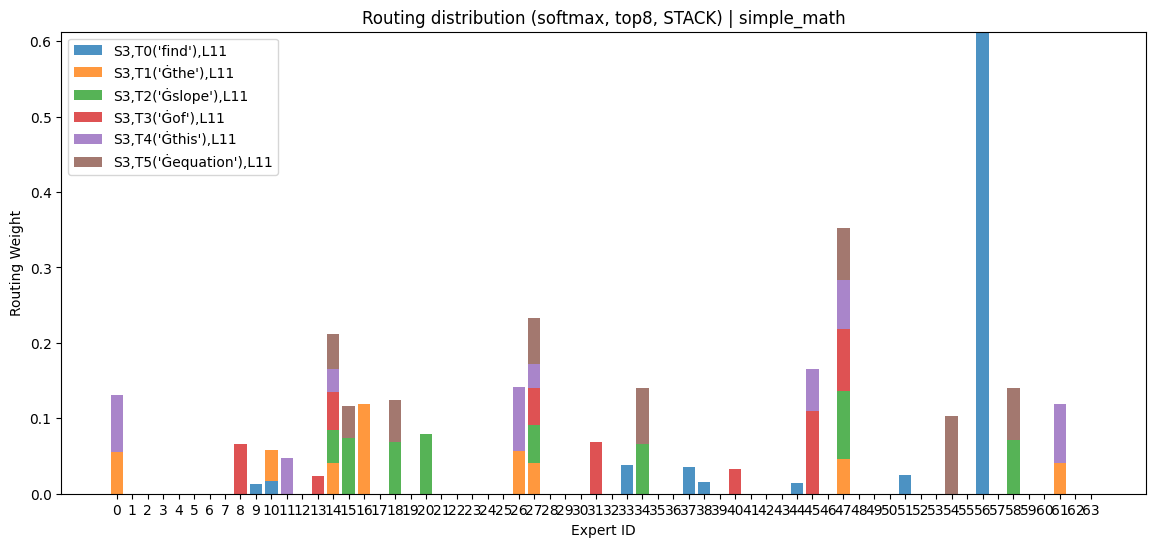 Routing distribution (softmax, top8, STACK) | simple_math
S3,T0('find'),L11
S3,T1('Ġthe'),L11
S3,T2('Ġslope'),L11
S3,T3('Ġof'),L11
S3,T4('Ġthis'),L11
S3,T5('Ġequation'),L11
Routing Weight
0.6
0.5
0.4
0.3
0.2
0.1
0.0
0 1 2 3 4 5 6 7 8 9 10 11 12 13 14 15 16 17 18 19 20 21 22 23 24 25 26 27 28 29 30 31 32 33 34 35 36 37 38 39 40 41 42 43 44 45 46 47 48 49 50 51 52 53 54 55 56 57 58 59 60 61 62 63
Expert ID